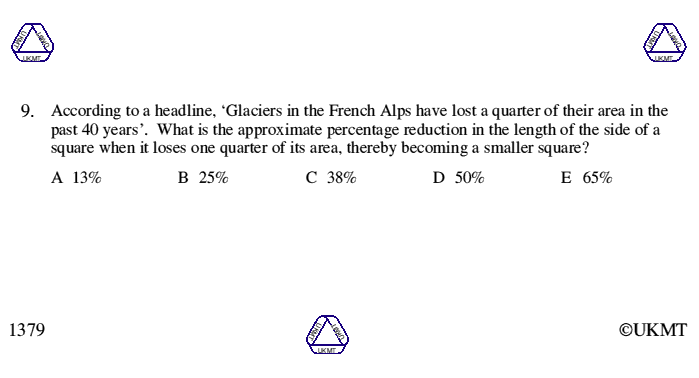 UKMT UKMT UKMT
UKMT UKMT UKMT
9. According to a headline, ‘Glaciers in the French Alps have lost a quarter of their area in the
past 40 years’. What is the approximate percentage reduction in the length of the side of a
square when it loses one quarter of its area, thereby becoming a smaller square?
A 13% B 25% C 38% D 50% E 65%
1379
UKMT UKMT UKMT
©UKMT